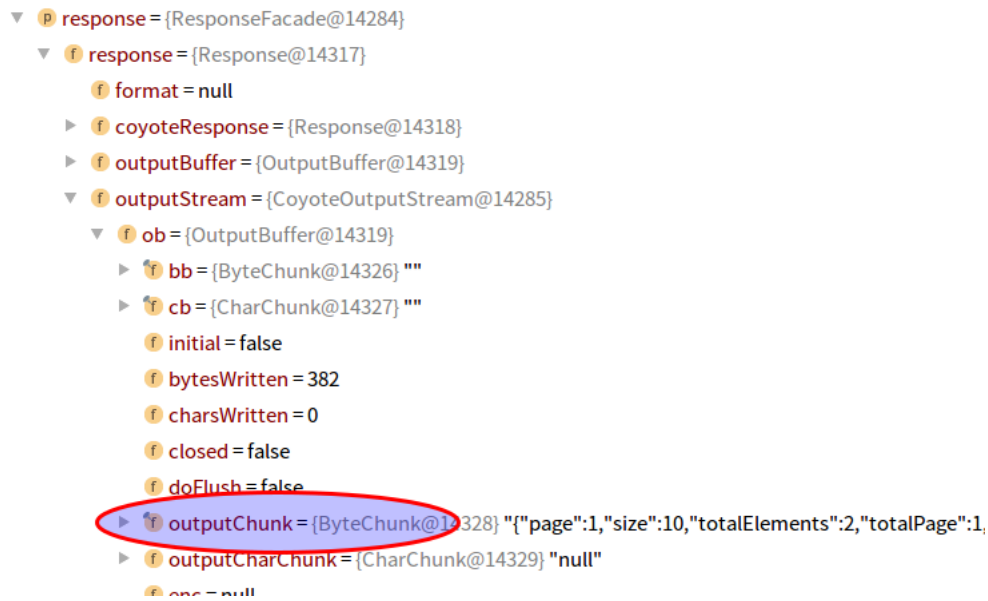 response = {ResponseFacade@14284}
response = {Response@14317}
format = null
coyoteResponse = {Response@14318}
outputBuffer = {OutputBuffer@14319}
outputStream = {CoyoteOutputStream@14285}
ob = {OutputBuffer@14319}
bb = {ByteChunk@14326} ""
cb = {CharChunk@14327} ""
initial = false
bytesWritten = 382
charsWritten = 0
closed = false
doFlush = false
outputChunk = {ByteChunk@14328} "{"page":1,"size":10,"totalElements":2,"totalPage":1,
outputCharChunk = {CharChunk@14329} "null"
enc = null